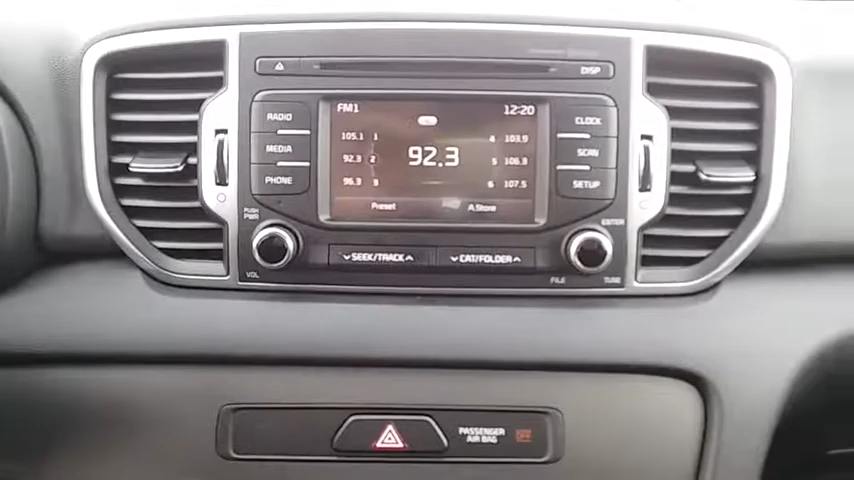 DISP
RADIO
MEDIA
PHONE
FM1
12:20
105.1 1
92.3 2
96.3 3
92.3
4 103.9
5 106.3
6 107.5
Preset
A.Store
CLOCK
SCAN
SETUP
PUSH
PWR
VOL
SEEK/TRACK
CAT/FOLDER
ENTER
FILE
TUNE
PASSENGER
AIR BAG
OFF